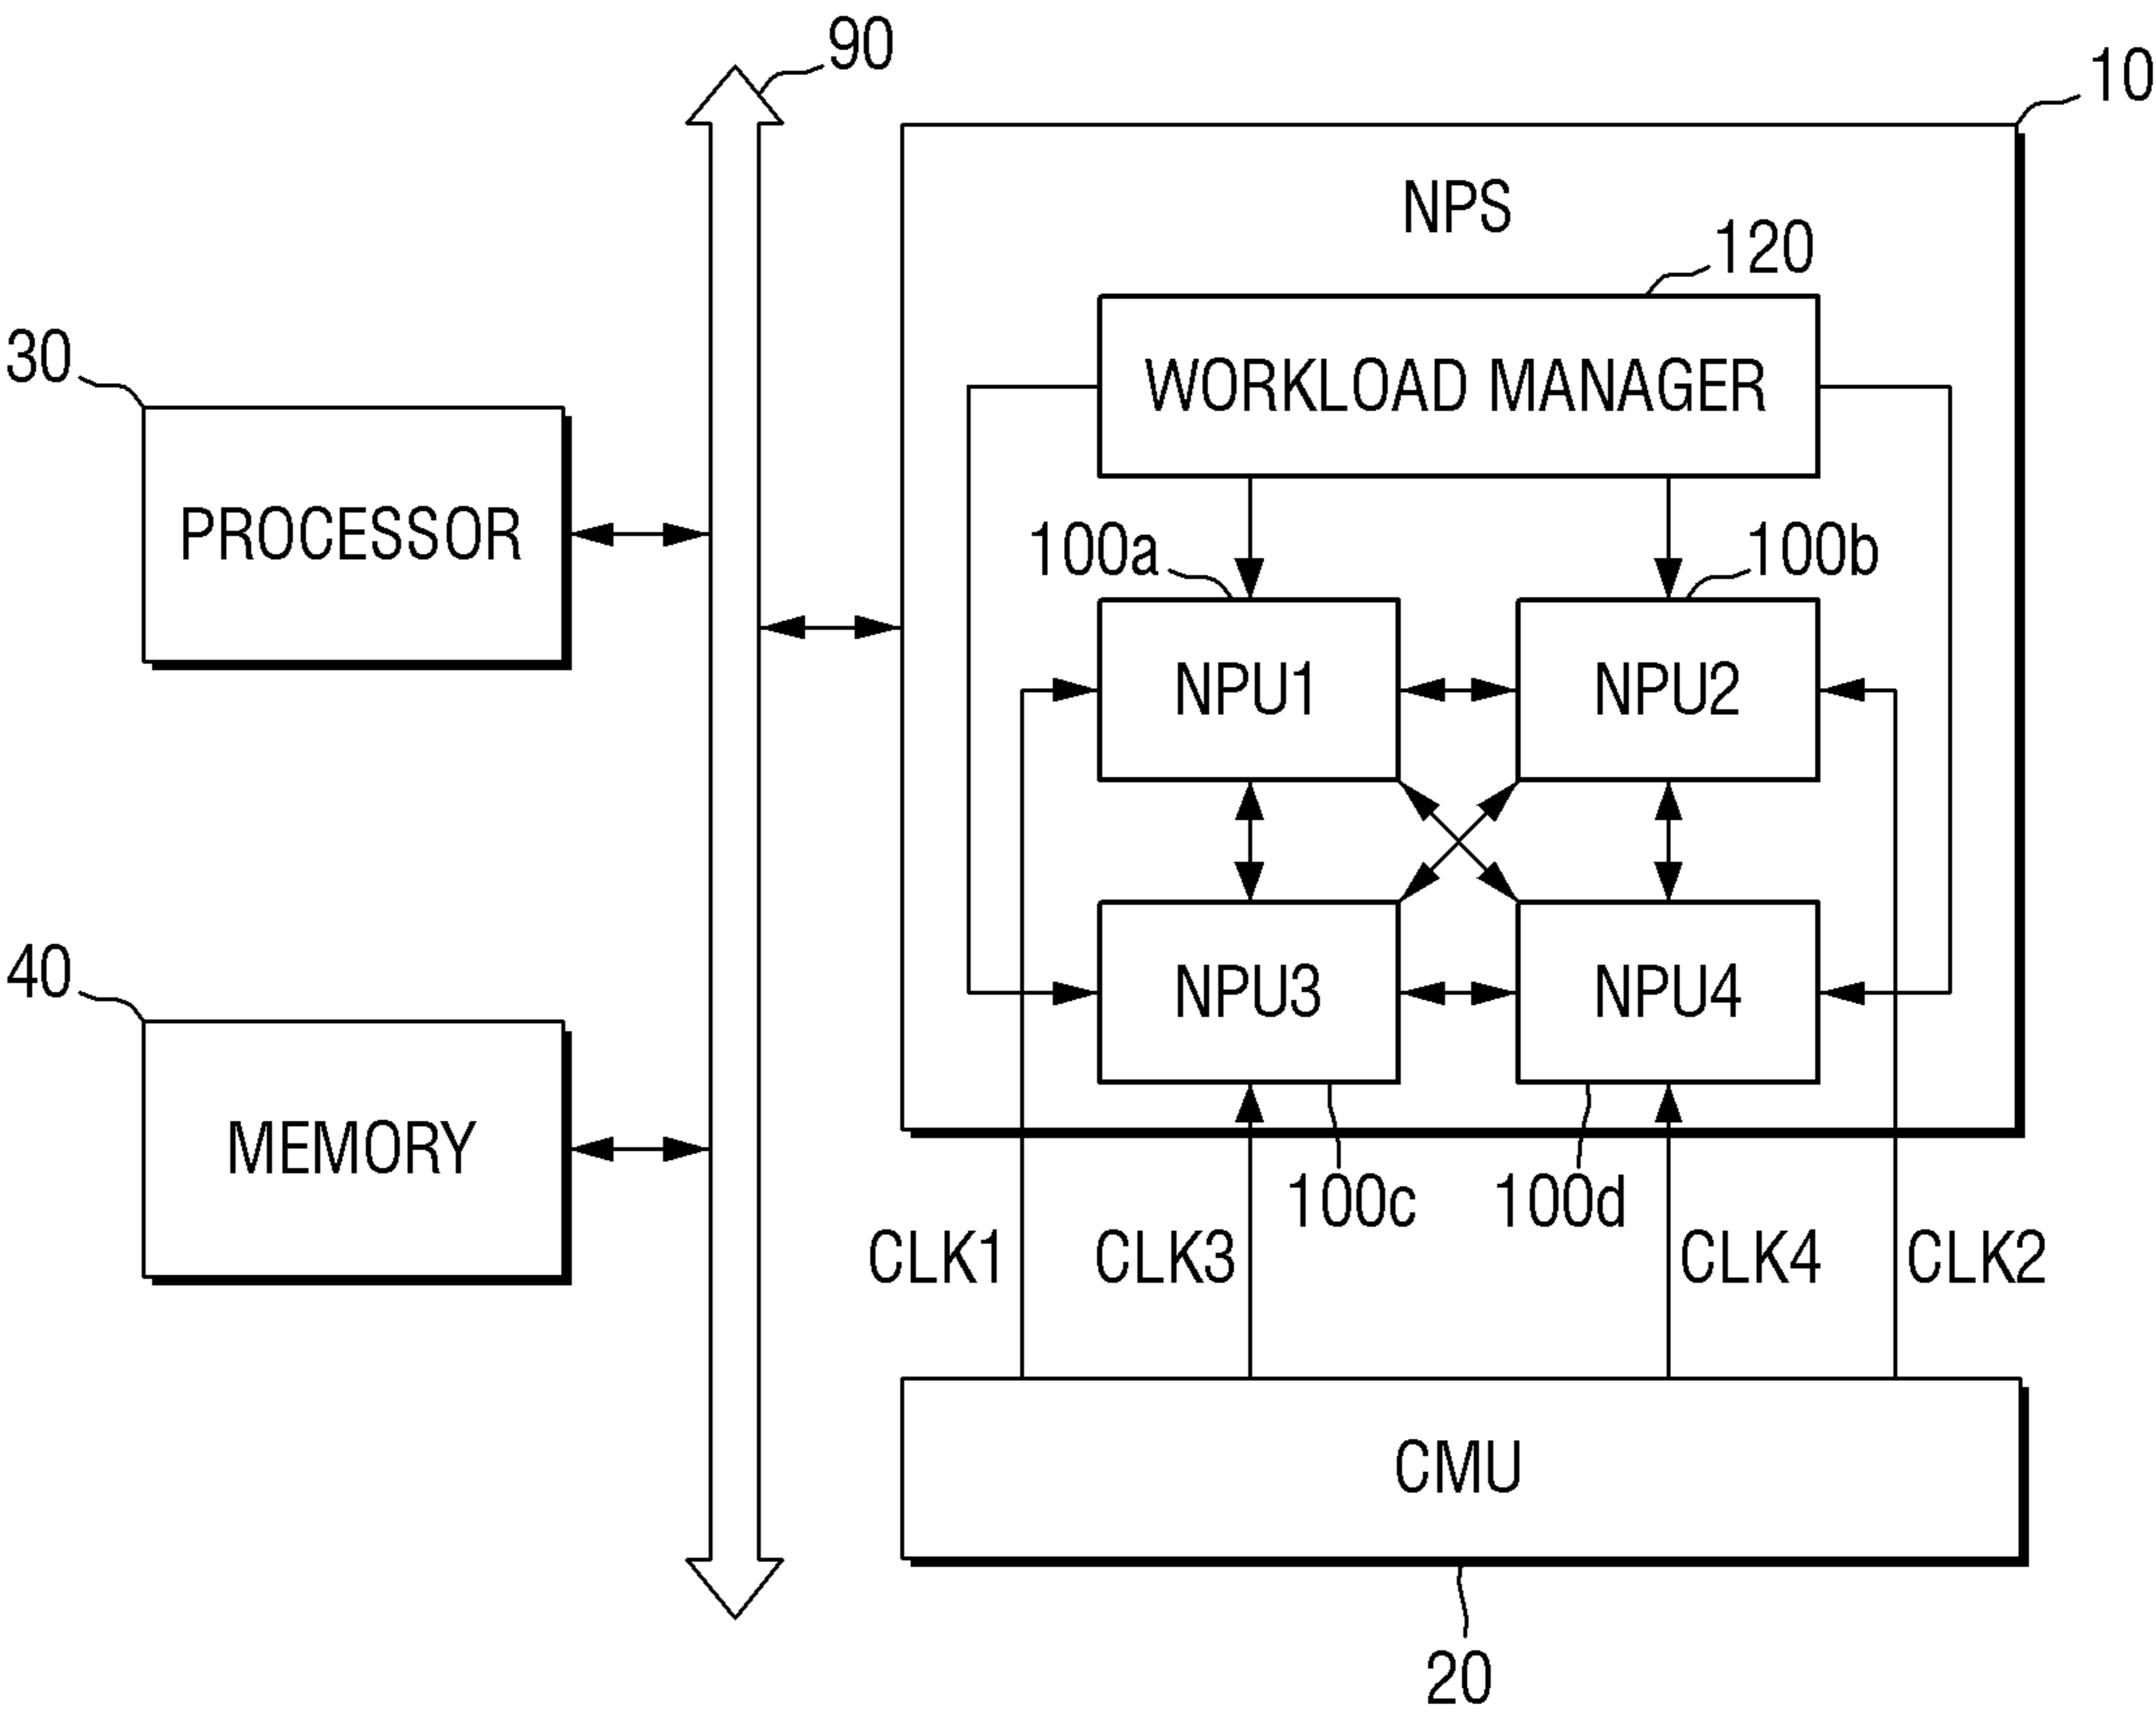 90
10
NPS
120
30
WORKLOAD MANAGER
PROCESSOR
100a
100b
NPU1
NPU2
40
NPU3
NPU4
MEMORY
100c
100d
CLK1
CLK3
CLK4
CLK2
CMU
20